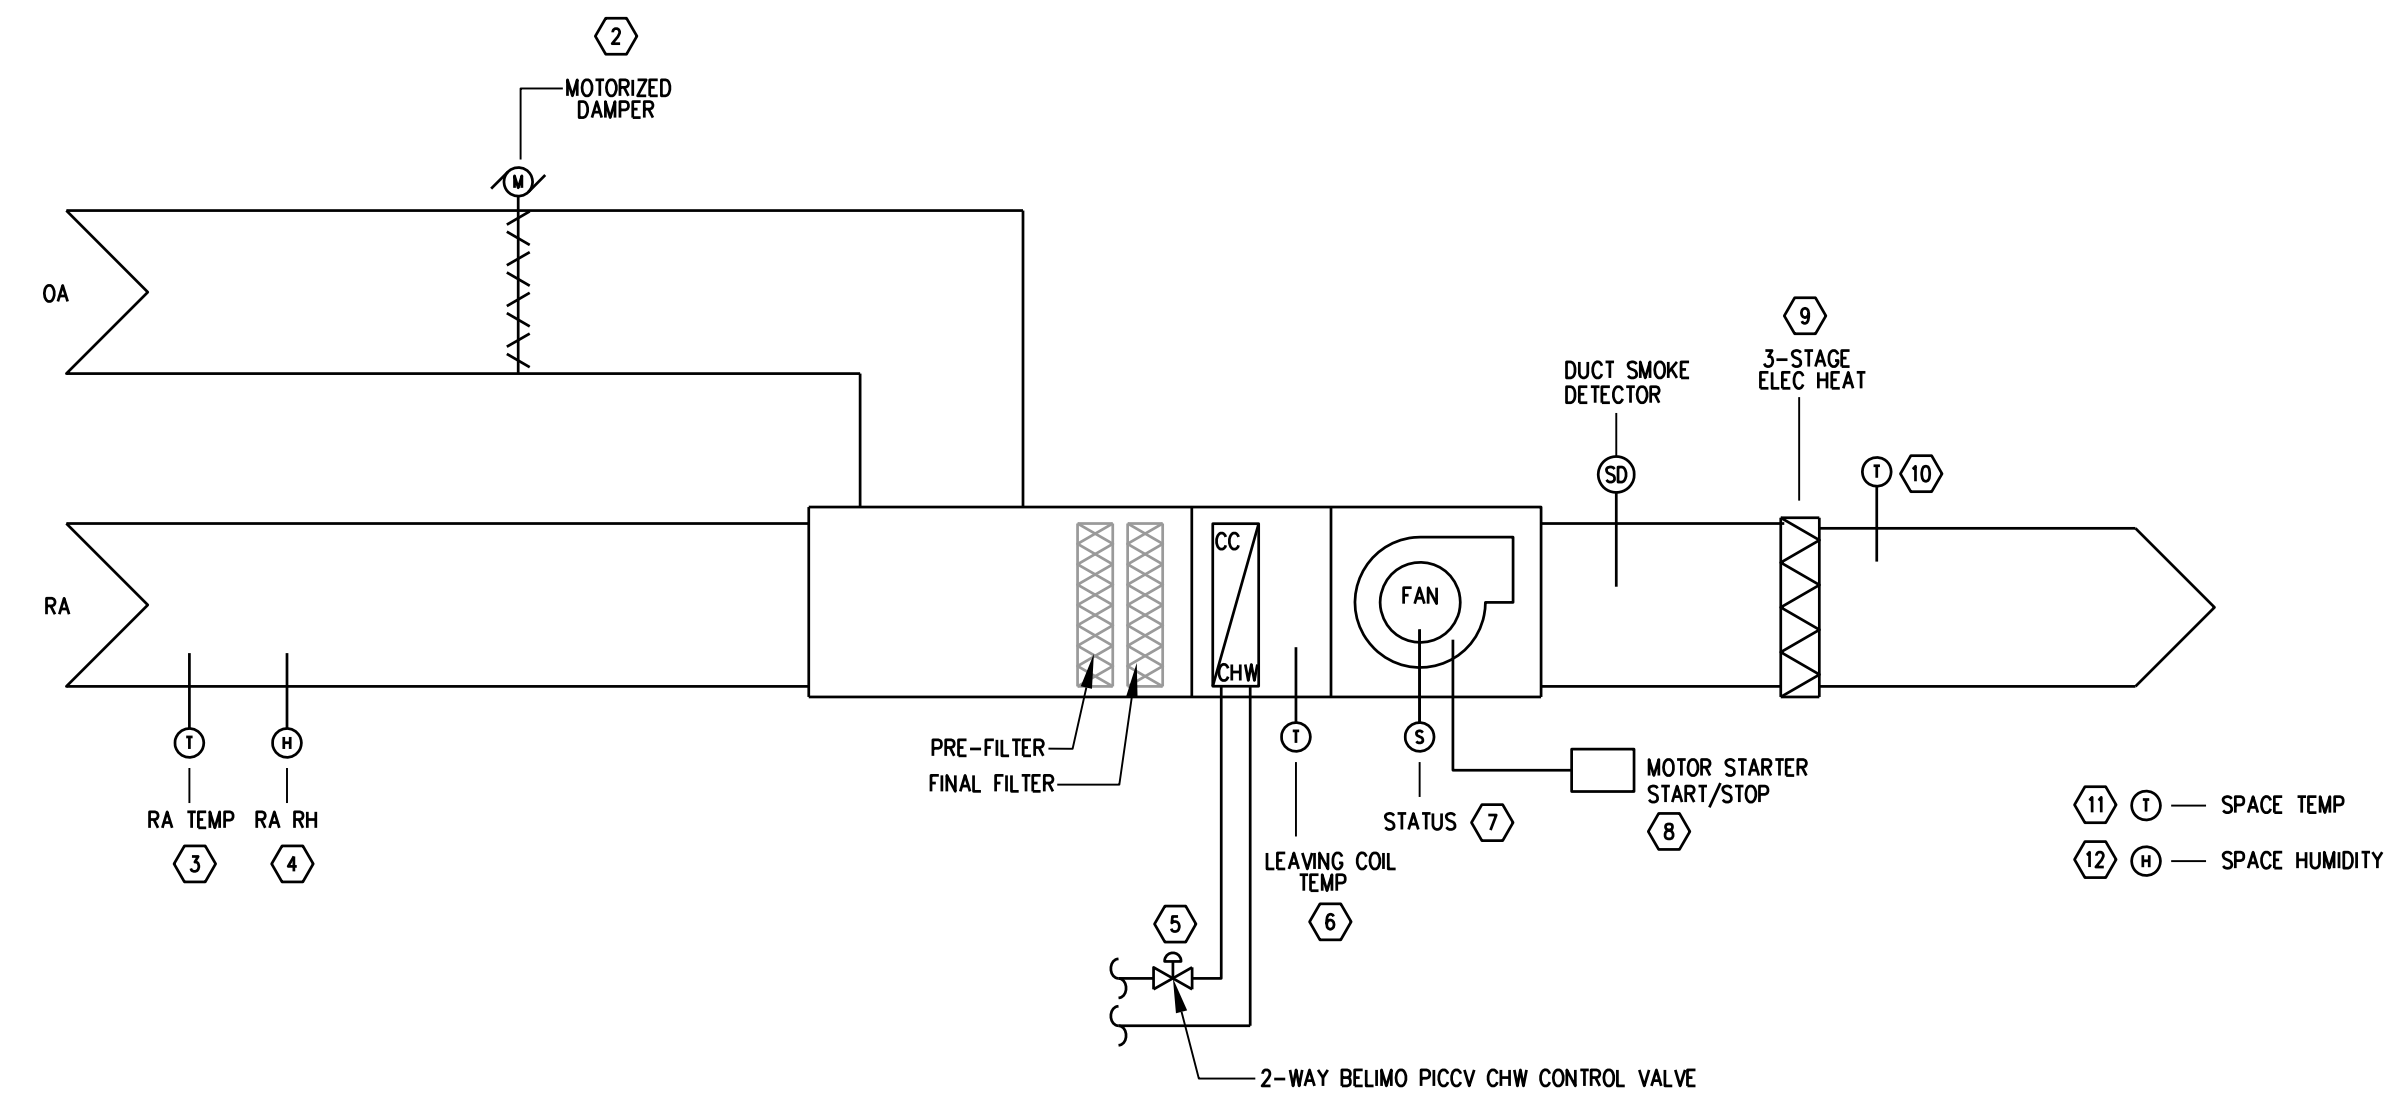 2
MOTORIZED
DAMPER
M
OA
9
3-STAGE
ELEC HEAT
DUCT SMOKE
DETECTOR
SD
T
10
CC
FAN
RA
CHW
T
H
T
S
PRE-FILTER
FINAL FILTER
MOTOR STARTER
START/STOP
8
RA TEMP
RA RH
3
4
STATUS
7
LEAVING COIL
TEMP
6
11
T
SPACE TEMP
12
H
SPACE HUMIDITY
5
2-WAY BELIMO PICCV CHW CONTROL VALVE